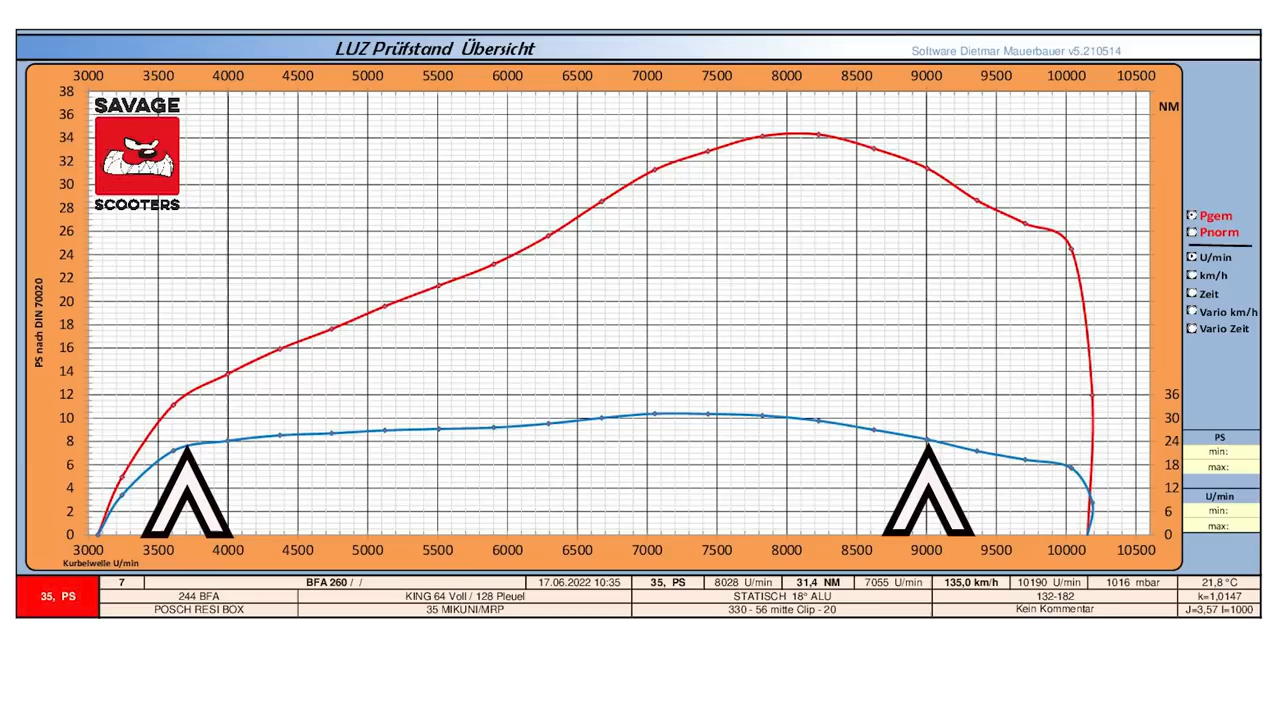 LUZ Prüfstand Übersicht
Software Dietmar Mauerbauer v5.210514
3000 3500 4000 4500 5000 5500 6000 6500 7000 7500 8000 8500 9000 9500 10000 10500
SAVAGE
SCOOTERS
38
36
34
32
30
28
26
24
22
20
18
16
14
12
10
8
6
4
2
0
PS nach DIN 70020
NM
36
30
24
18
12
6
0
3000 4000 4500 5000 5500 6000 6500 7000 7500 8000 9000 9500 10000 10500
Kurbelwelle U/min
Pgem
Pnorm
U/min
km/h
Zeit
Vario km/h
Vario Zeit
PS
min:
max:
U/min
min:
max:
35, PS
7 BFA 260 / / 17.06.2022 10:35 35, PS 8028 U/min 31,4 NM 7055 U/min 135,0 km/h 10190 U/min 1016 mbar 21,8 °C
244 BFA KING 64 Voll / 128 Pleuel STATISCH 18° ALU 132-182 k=1,0147
POSCH RESI BOX 35 MIKUNI/MRP 330 - 56 mitte Clip - 20 Kein Kommentar J=3,57 I=1000